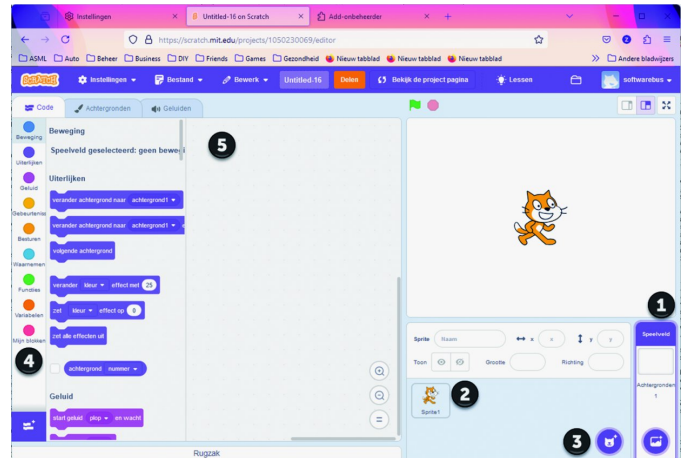 Instellingen × Untitled-16 on Scratch × Add-onbeheerder × +
https://scratch.mit.edu/projects/1050230069/editor
ASML Auto Beheer Business DIY Friends Games Gezondheid Nieuw tabblad Nieuw tabblad Nieuw tabblad Andere bladwijzers
SCRATCH Instellingen Bestand Bewerk Untitled-16 Delen Bekijk de project pagina Lessen softwarebus
Code Achtergronden Geluiden
Beweging
Uiterlijken
Geluid
Gebeurtenis
Besturen
Waarnemen
Functies
Variabelen
Mijn blokken
4
Beweging
Speelveld geselecteerd: geen bewegi
Uiterlijken
verander achtergrond naar achtergrond1
verander achtergrond naar achtergrond1 e
volgende achtergrond
verander kleur effect met 25
zet kleur effect op 0
zet alle effecten uit
achtergrond nummer
Geluid
start geluid plop en wacht
5
=
Rugzak
1
Sprite Naam x x y y
Toon Grootte Richting
Sprite1
2
3
Speelveld
Achtergronden
1